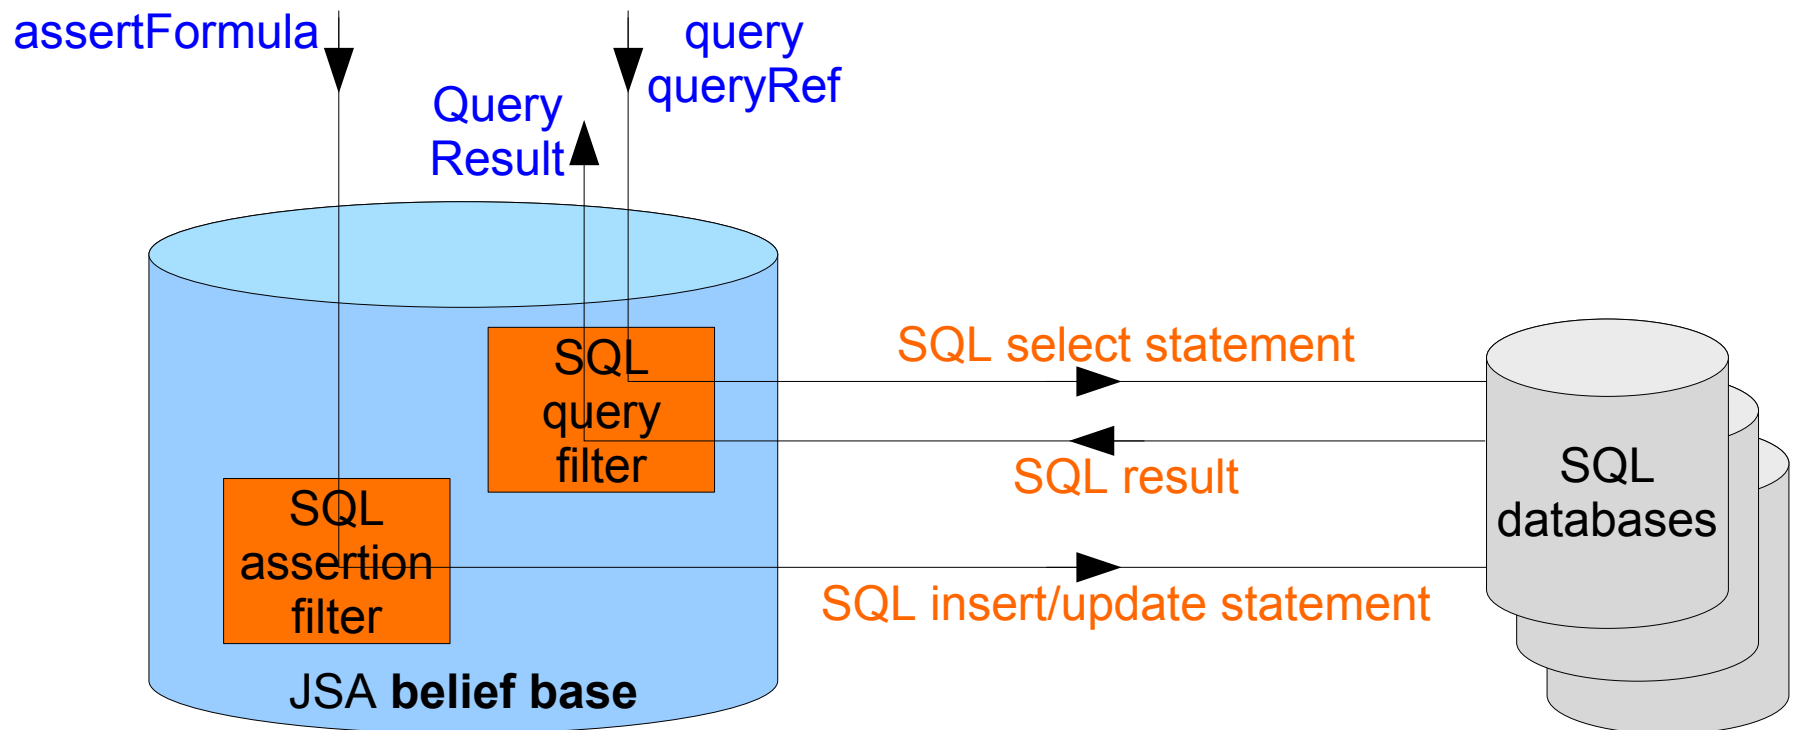 assertFormula
query
queryRef
Query
Result
SQL
query
filter
SQL select statement
SQL result
SQL
databases
SQL
assertion
filter
SQL insert/update statement
JSA belief base